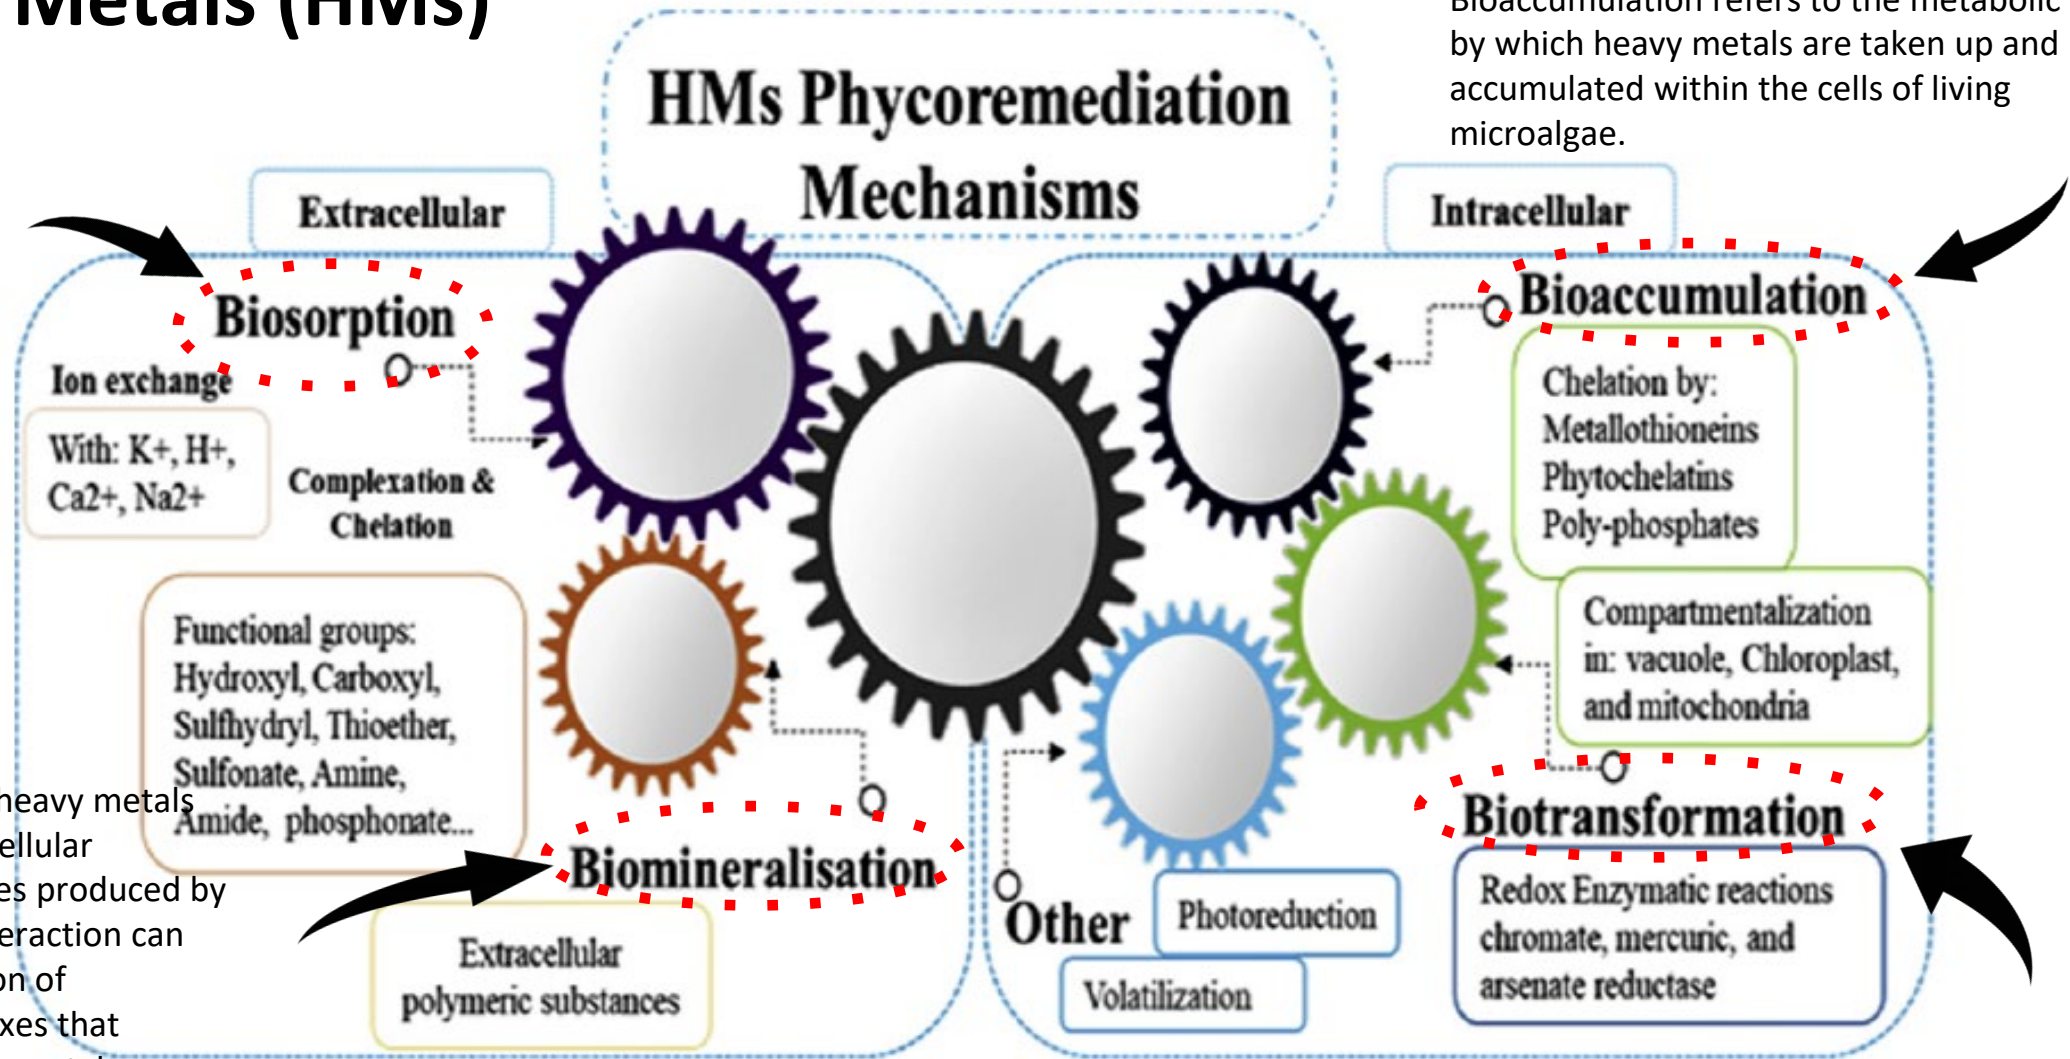 Metals (HMs)
Bioaccumulation refers to the metabolic
by which heavy metals are taken up and
accumulated within the cells of living
microalgae.
HMs Phycoremediation
Mechanisms
Extracellular
Intracellular
Biosorption
Ion exchange
With: K+, H+,
Ca2+, Na2+
Complexation &
Chelation
Functional groups:
Hydroxyl, Carboxyl,
Sulfhydryl, Thioether,
Sulfonate, Amine,
Amide, phosphonate...
heavy metals
ellular
es produced by
eraction can
on of
xes that
Biomineralisation
Extracellular
polymeric substances
Bioaccumulation
Chelation by:
Metallothioneins
Phytochelatins
Poly-phosphates
Compartmentalization
in: vacuole, Chloroplast,
and mitochondria
Biotransformation
Redox Enzymatic reactions
chromate, mercuric, and
arsenate reductase
Other
Photoreduction
Volatilization